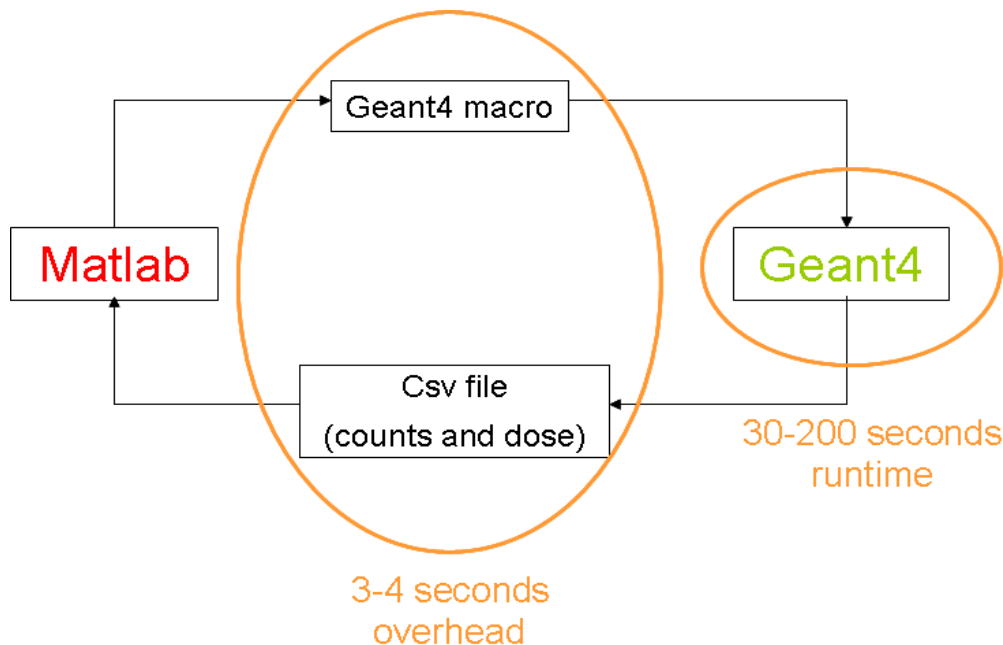 Geant4 macro
Matlab
Geant4
Csv file
(counts and dose)
30-200 seconds
runtime
3-4 seconds
overhead